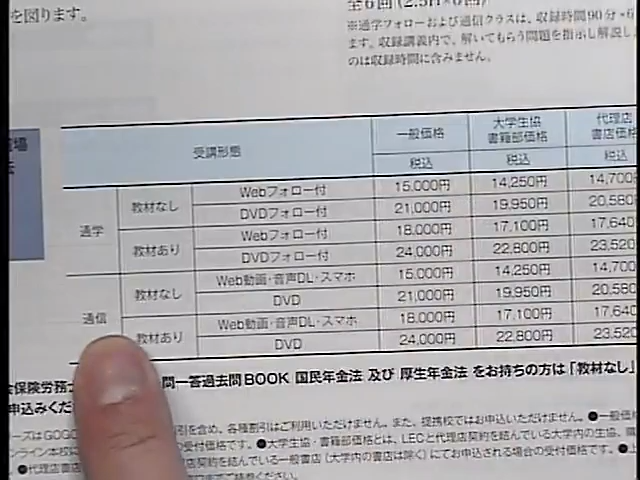 を図ります。
※通学フォローおよび通信クラスは、収録時間90分
ます。収録講義内で、解いてもらう問題を指示し解説し
のは収録時間に含みません。
受講形態 一般価格 大学生協 書籍部価格 代理店 書店価格
税込 税込 税込
通学 教材なし Webフォロー付 15,000円 14,250円 14,700
DVDフォロー付 21,000円 19,950円 20,580
教材あり Webフォロー付 18,000円 17,100円 17,640
DVDフォロー付 24,000円 22,800円 23,520
通信 教材なし Web動画・音声DL・スマホ 15,000円 14,250円 14,700
DVD 21,000円 19,950円 20,580
教材あり Web動画・音声DL・スマホ 18,000円 17,100円 17,640
DVD 24,000円 22,800円 23,52
保険労務士 問一答過去問BOOK 国民年金法 及び 厚生年金法 をお持ちの方は「教材なし」
申込みくだ
引を含め、各種割引はご利用いただけません。また、提携校ではお申込いただけません。●一般価
の受付価格です。●大学生協・書籍部価格とは、LECと代理店契約を結んでいる大学内の生協、
●代理店書店 店契約を結んでいる一般書店（大学内の書店は除く）にてお申込される場合の受付価格です。
ください。